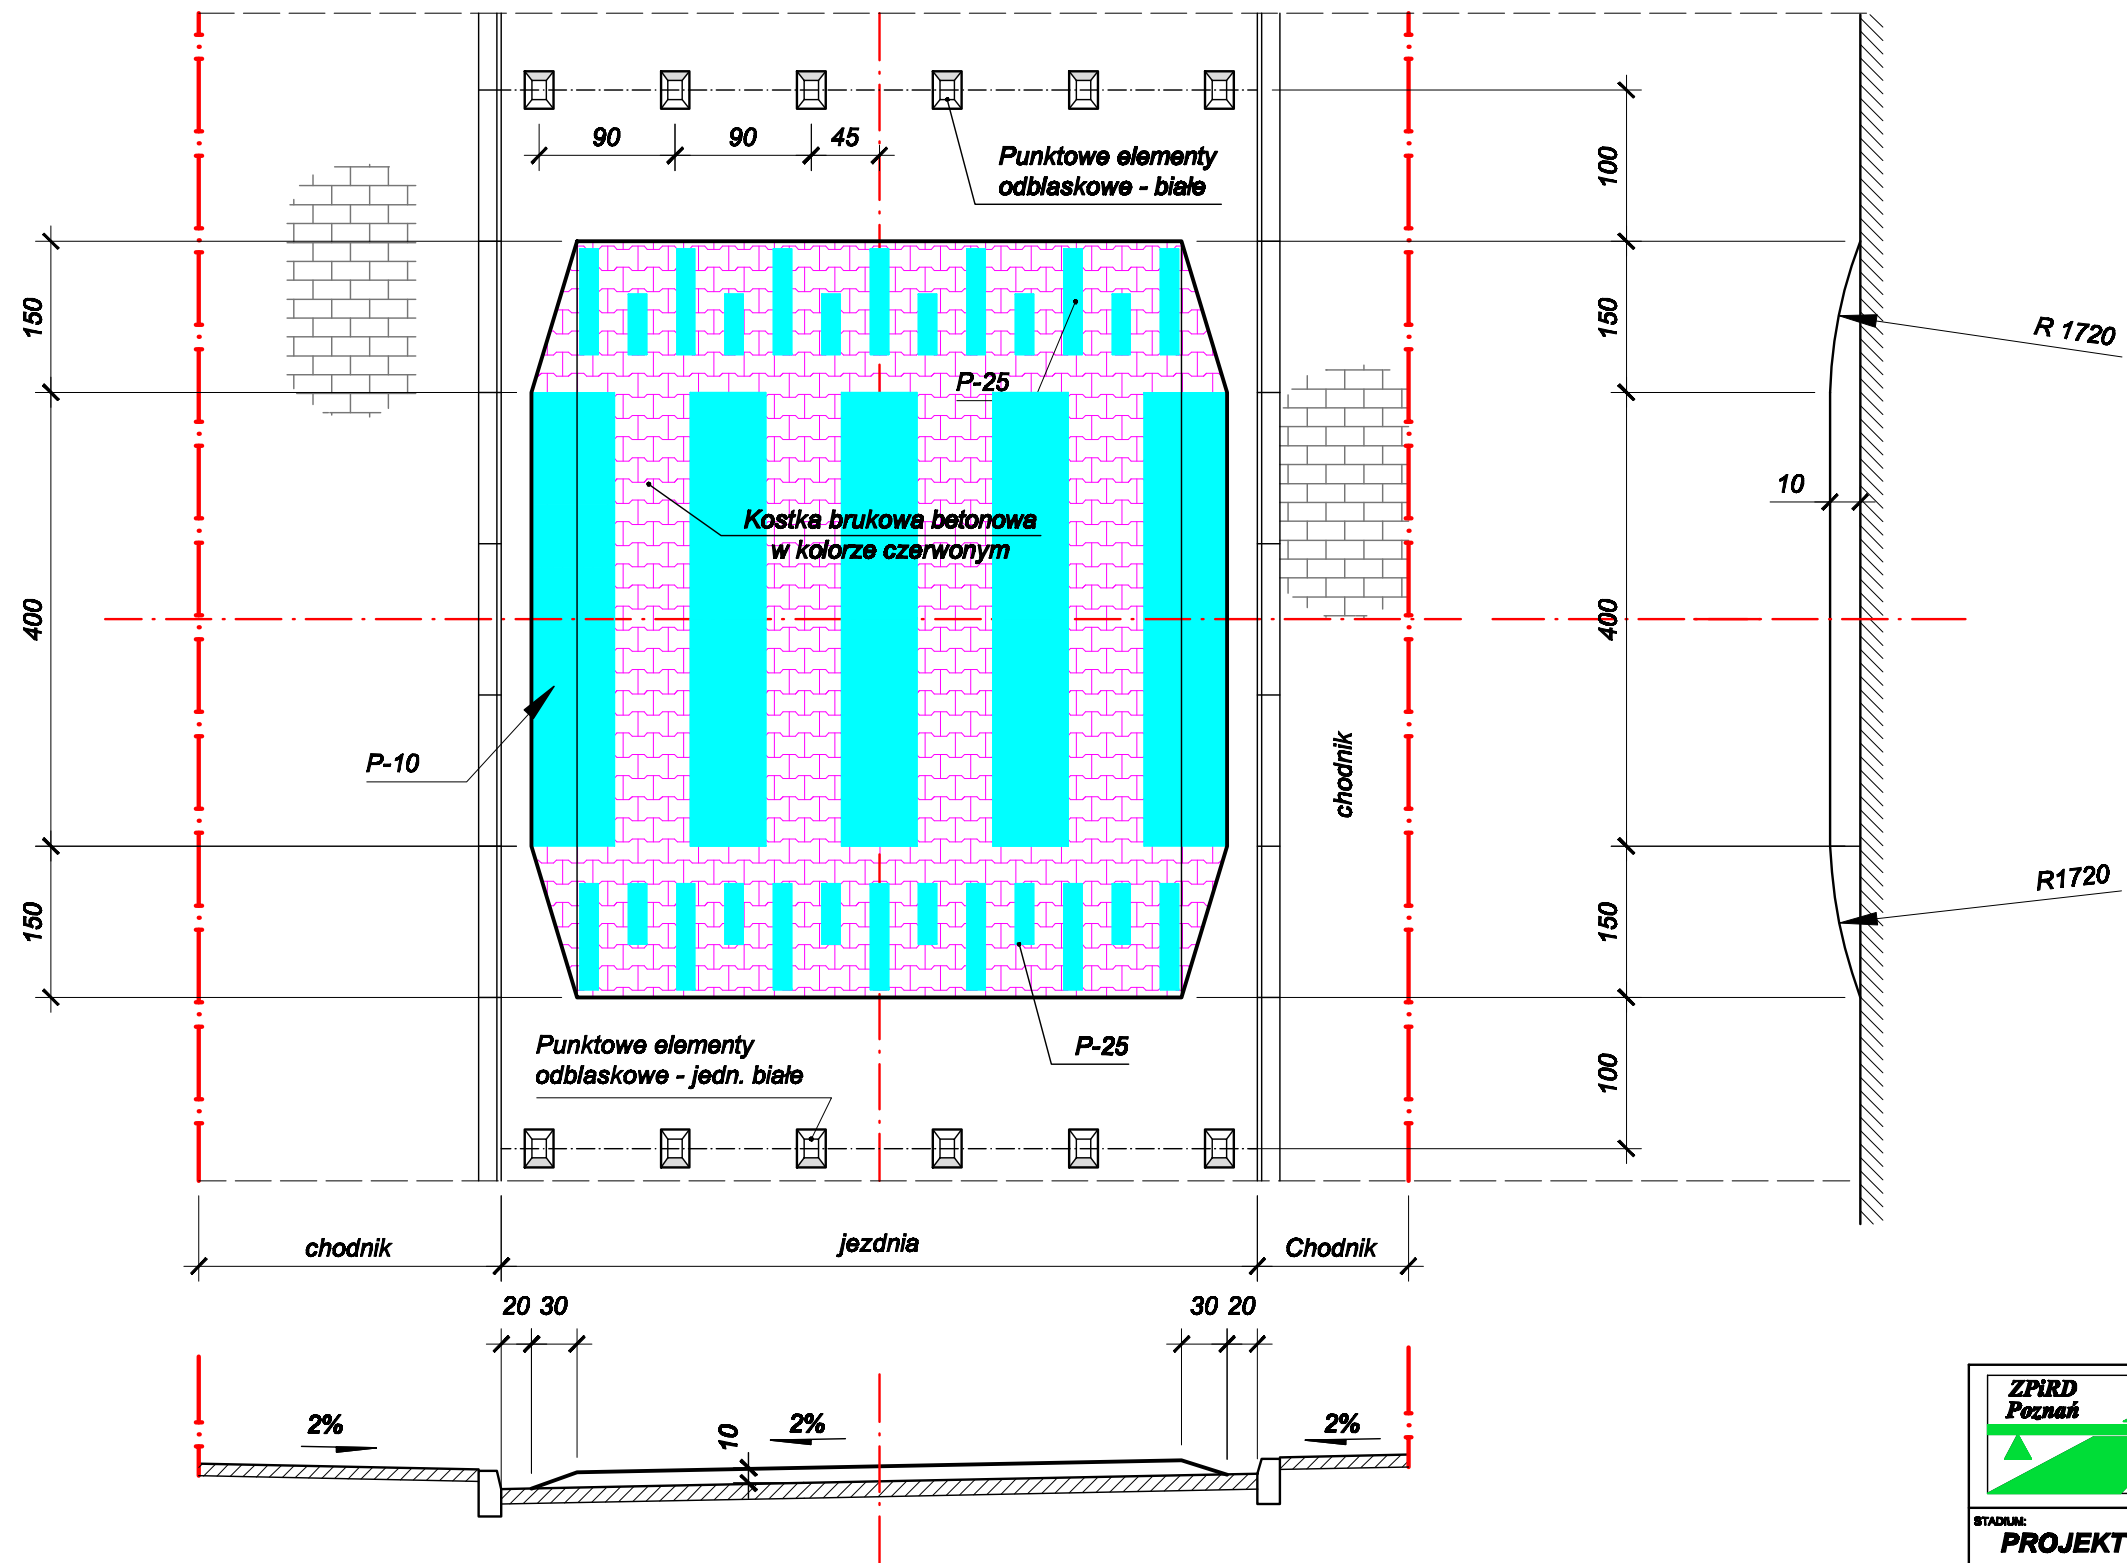 90
90
45
Punktowe elementy
odblaskowe - białe
100
150
150
R 1720
P-25
10
Kostka brukowa betonowa
w kolorze czerwonym
400
400
P-10
chodnik
R1720
150
150
Punktowe elementy
odblaskowe - jedn. białe
P-25
100
chodnik
jezdnia
Chodnik
20 30
30 20
2%
10
2%
2%
ZPiRD
Poznań
STADIUM:
PROJEKT